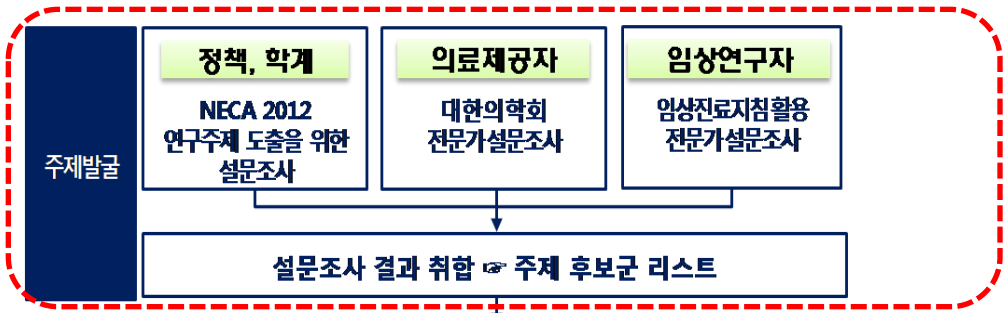 주제발굴
정책, 학계
NECA 2012
연구주제 도출을 위한
설문조사
의료제공자
대한의학회
전문가설문조사
임상연구자
임상진료지침활용
전문가설문조사
설문조사 결과 취합 ☞ 주제 후보군 리스트